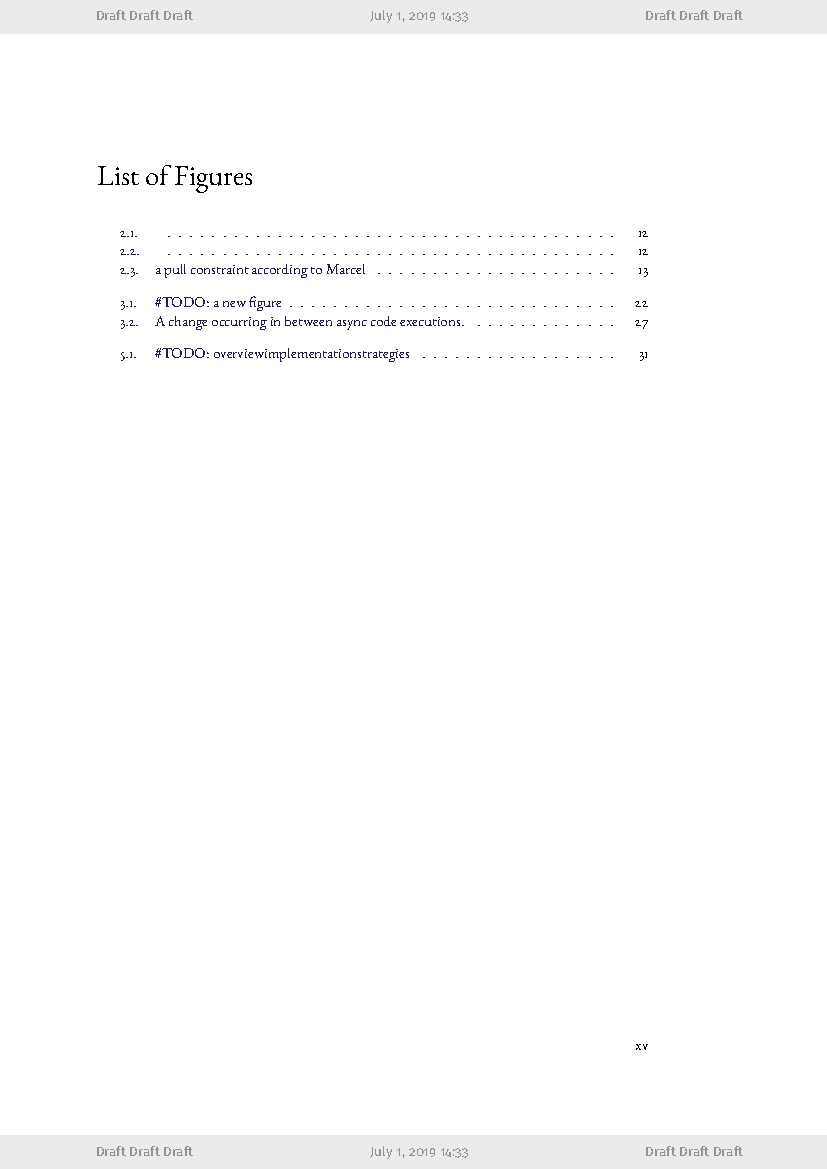 Draft Draft Draft July 1, 2019 14:33 Draft Draft Draft
List of Figures
2.1. . . . . . . . . . . . . . . . . . . . . . . . . . . . . . . . . . . . . . . . . . 12
2.2. . . . . . . . . . . . . . . . . . . . . . . . . . . . . . . . . . . . . . . . . . 12
2.3. a pull constraint according to Marcel . . . . . . . . . . . . . . . . . . . . . . 13
3.1. #TODO: a new figure . . . . . . . . . . . . . . . . . . . . . . . . . . . . . . 22
3.2. A change occurring in between async code executions. . . . . . . . . . . . . . 27
5.1. #TODO: overviewimplementationstrategies . . . . . . . . . . . . . . . . . . 31
xv
Draft Draft Draft July 1, 2019 14:33 Draft Draft Draft